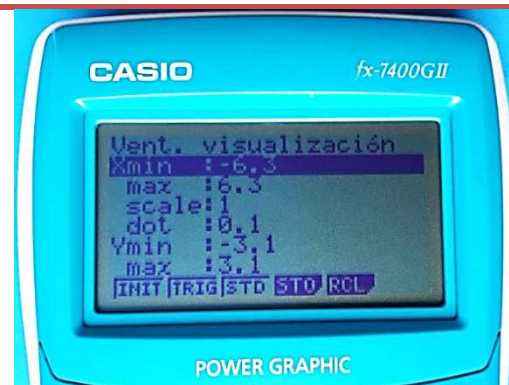 CASIO fx-7400GII
Vent. visualización
Xmin :-6.3
max :6.3
scale:1
dot :0.1
Ymin :-3.1
max :3.1
INIT TRIG STD STO RCL
POWER GRAPHIC